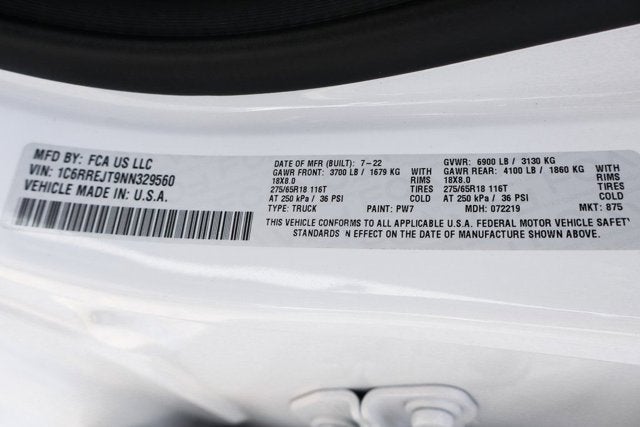 MFD BY: FCA US LLC
VIN: 1C6RREJT9NN329560
VEHICLE MADE IN: U.S.A.
DATE OF MFR (BUILT): 7-22 GVWR: 6900 LB / 3130 KG
GAWR FRONT: 3700 LB / 1679 KG WITH GAWR REAR: 4100 LB / 1860 KG WITH
18X8.0 RIMS 18X8.0 RIMS
275/65R18 116T TIRES 275/65R18 116T TIRES
AT 250 kPa / 36 PSI COLD AT 250 kPa / 36 PSI COLD
TYPE: TRUCK PAINT: PW7 MDH: 072219 MKT: 875
THIS VEHICLE CONFORMS TO ALL APPLICABLE U.S.A. FEDERAL MOTOR VEHICLE SAFETY
STANDARDS N EFFECT ON THE DATE OF MANUFACTURE SHOWN ABOVE.